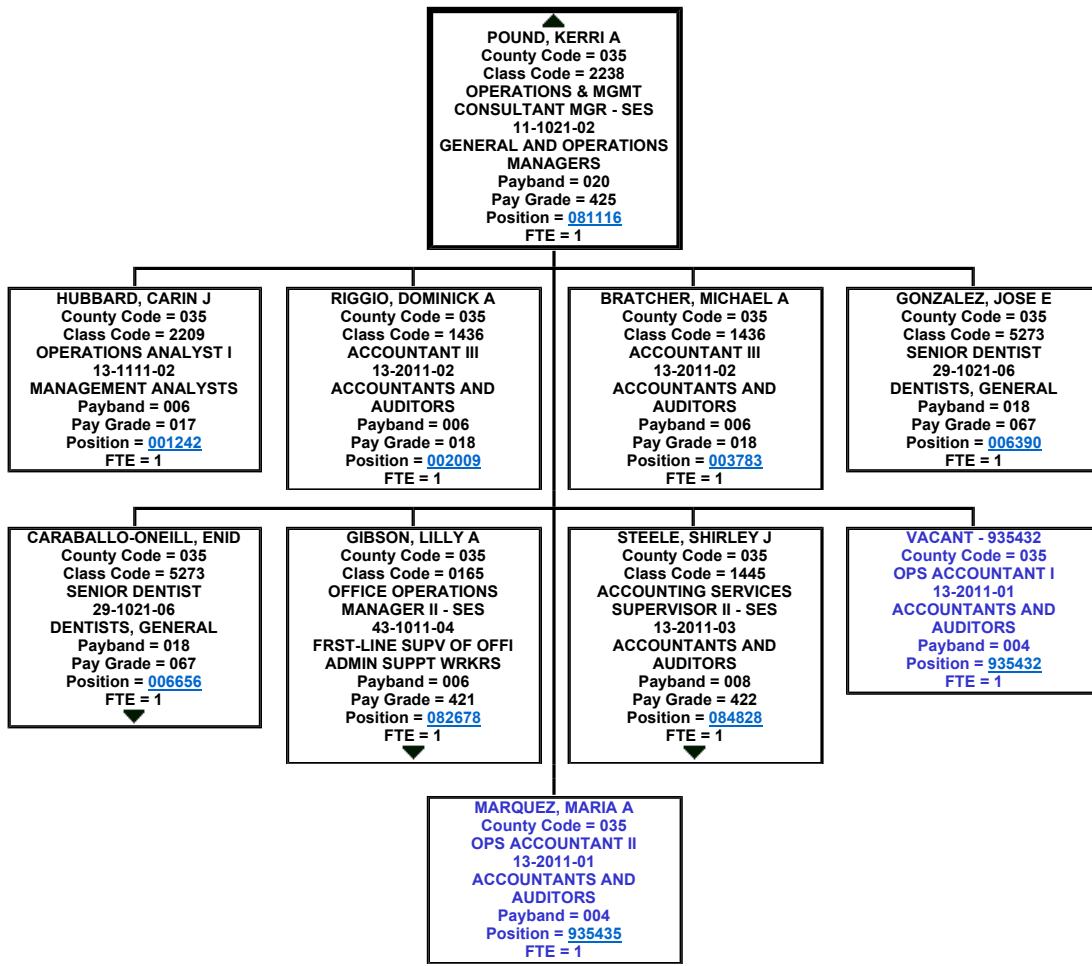 POUND, KERRI A
County Code = 035
Class Code = 2238
OPERATIONS & MGMT
CONSULTANT MGR - SES
11-1021-02
GENERAL AND OPERATIONS
MANAGERS
Payband = 020
Pay Grade = 425
Position = 081116
FTE = 1
HUBBARD, CARIN J
County Code = 035
Class Code = 2209
OPERATIONS ANALYST I
13-1111-02
MANAGEMENT ANALYSTS
Payband = 006
Pay Grade = 017
Position = 001242
FTE = 1
RIGGIO, DOMINICK A
County Code = 035
Class Code = 1436
ACCOUNTANT III
13-2011-02
ACCOUNTANTS AND
AUDITORS
Payband = 006
Pay Grade = 018
Position = 002009
FTE = 1
BRATCHER, MICHAEL A
County Code = 035
Class Code = 1436
ACCOUNTANT III
13-2011-02
ACCOUNTANTS AND
AUDITORS
Payband = 006
Pay Grade = 018
Position = 003783
FTE = 1
GONZALEZ, JOSE E
County Code = 035
Class Code = 5273
SENIOR DENTIST
29-1021-06
DENTISTS, GENERAL
Payband = 018
Pay Grade = 067
Position = 006390
FTE = 1
CARABALLO-ONEILL, ENID
County Code = 035
Class Code = 5273
SENIOR DENTIST
29-1021-06
DENTISTS, GENERAL
Payband = 018
Pay Grade = 067
Position = 006656
FTE = 1
GIBSON, LILLY A
County Code = 035
Class Code = 0165
OFFICE OPERATIONS
MANAGER II - SES
43-1011-04
FRST-LINE SUPV OF OFFI
ADMIN SUPPT WRKRS
Payband = 006
Pay Grade = 421
Position = 082678
FTE = 1
STEELE, SHIRLEY J
County Code = 035
Class Code = 1445
ACCOUNTING SERVICES
SUPERVISOR II - SES
13-2011-03
ACCOUNTANTS AND
AUDITORS
Payband = 008
Pay Grade = 422
Position = 084828
FTE = 1
VACANT - 935432
County Code = 035
OPS ACCOUNTANT I
13-2011-01
ACCOUNTANTS AND
AUDITORS
Payband = 004
Position = 935432
FTE = 1
MARQUEZ, MARIA A
County Code = 035
OPS ACCOUNTANT II
13-2011-01
ACCOUNTANTS AND
AUDITORS
Payband = 004
Position = 935435
FTE = 1